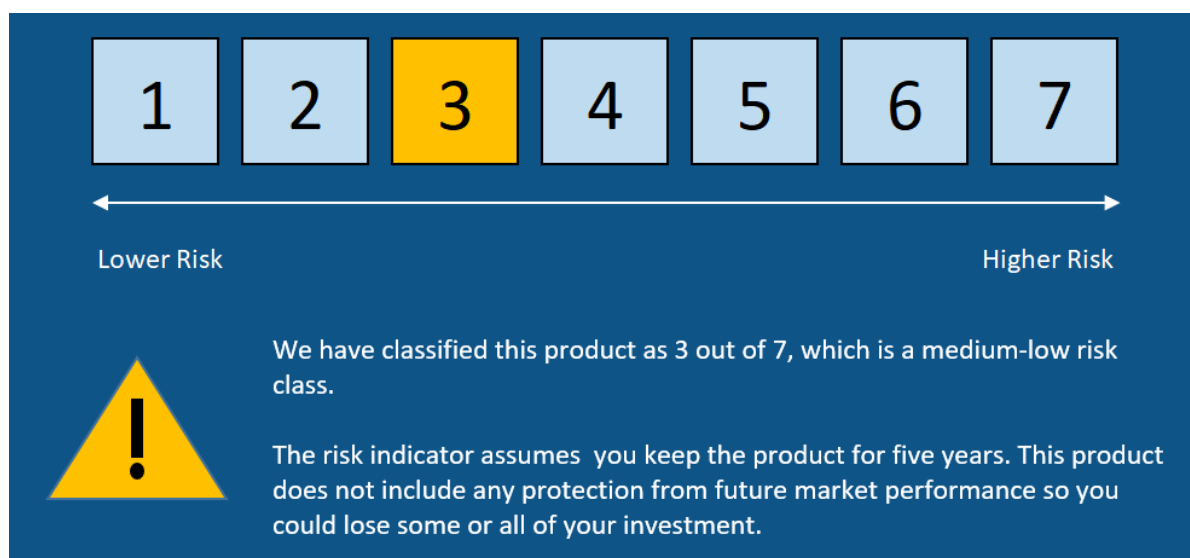 1 2 3 4 5 6 7
Lower Risk Higher Risk
We have classified this product as 3 out of 7, which is a medium-low risk
class.
!
The risk indicator assumes  you keep the product for five years. This product
does not include any protection from future market performance so you
could lose some or all of your investment.